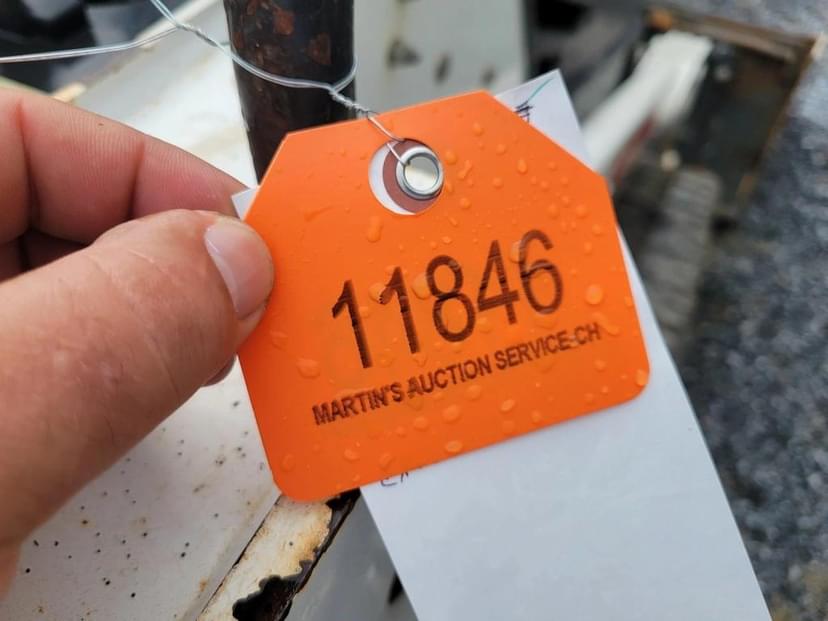 11846
MARTIN'S AUCTION SERVICE-CH